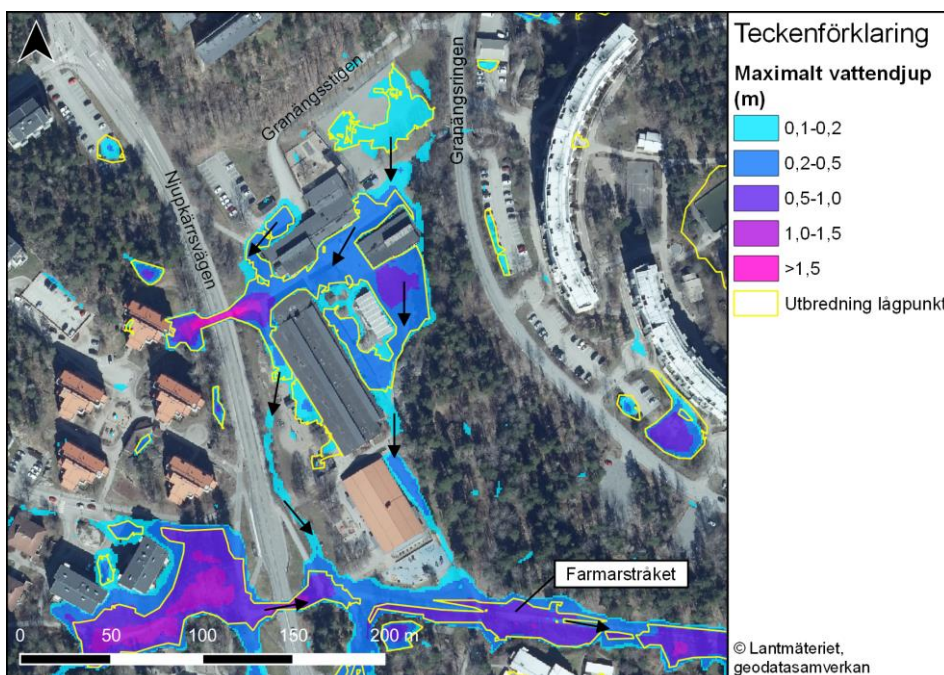 Teckenförklaring
Maximalt vattendjup
(m)
0,1-0,2
0,2-0,5
0,5-1,0
1,0-1,5
>1,5
Utbredning lågpunkt
Granängsstigen
Granängsringen
Njupkärrsvägen
Farmarstråket
0 50 100 150 200 m
© Lantmäteriet,
geodatasamverkan